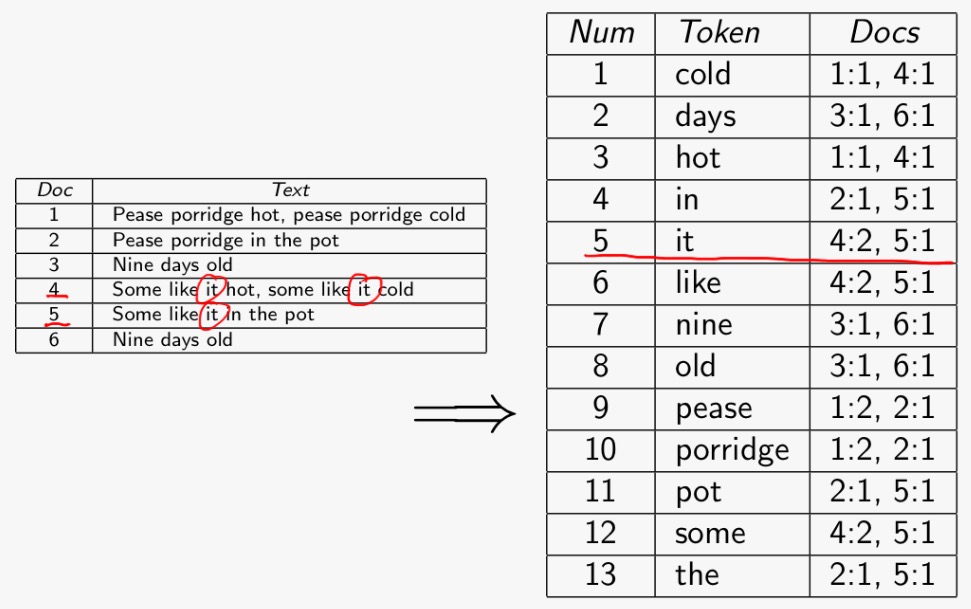 Doc Text
1 Pease porridge hot, pease porridge cold
2 Pease porridge in the pot
3 Nine days old
4 Some like it hot, some like it cold
5 Some like it in the pot
6 Nine days old
Num Token Docs
1 cold 1:1, 4:1
2 days 3:1, 6:1
3 hot 1:1, 4:1
4 in 2:1, 5:1
5 it 4:2, 5:1
6 like 4:2, 5:1
7 nine 3:1, 6:1
8 old 3:1, 6:1
9 pease 1:2, 2:1
10 porridge 1:2, 2:1
11 pot 2:1, 5:1
12 some 4:2, 5:1
13 the 2:1, 5:1